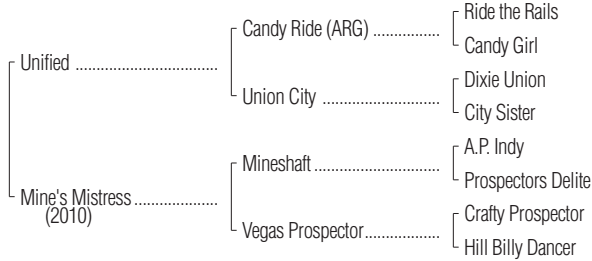 Ride the Rails
Candy Ride (ARG) ................
Candy Girl
Unified .................................
Dixie Union
Union City ...........................
City Sister
A.P. Indy
Mineshaft .............................
Prospectors Delite
Mine's Mistress ...................
(2010)
Crafty Prospector
Vegas Prospector.................
Hill Billy Dancer